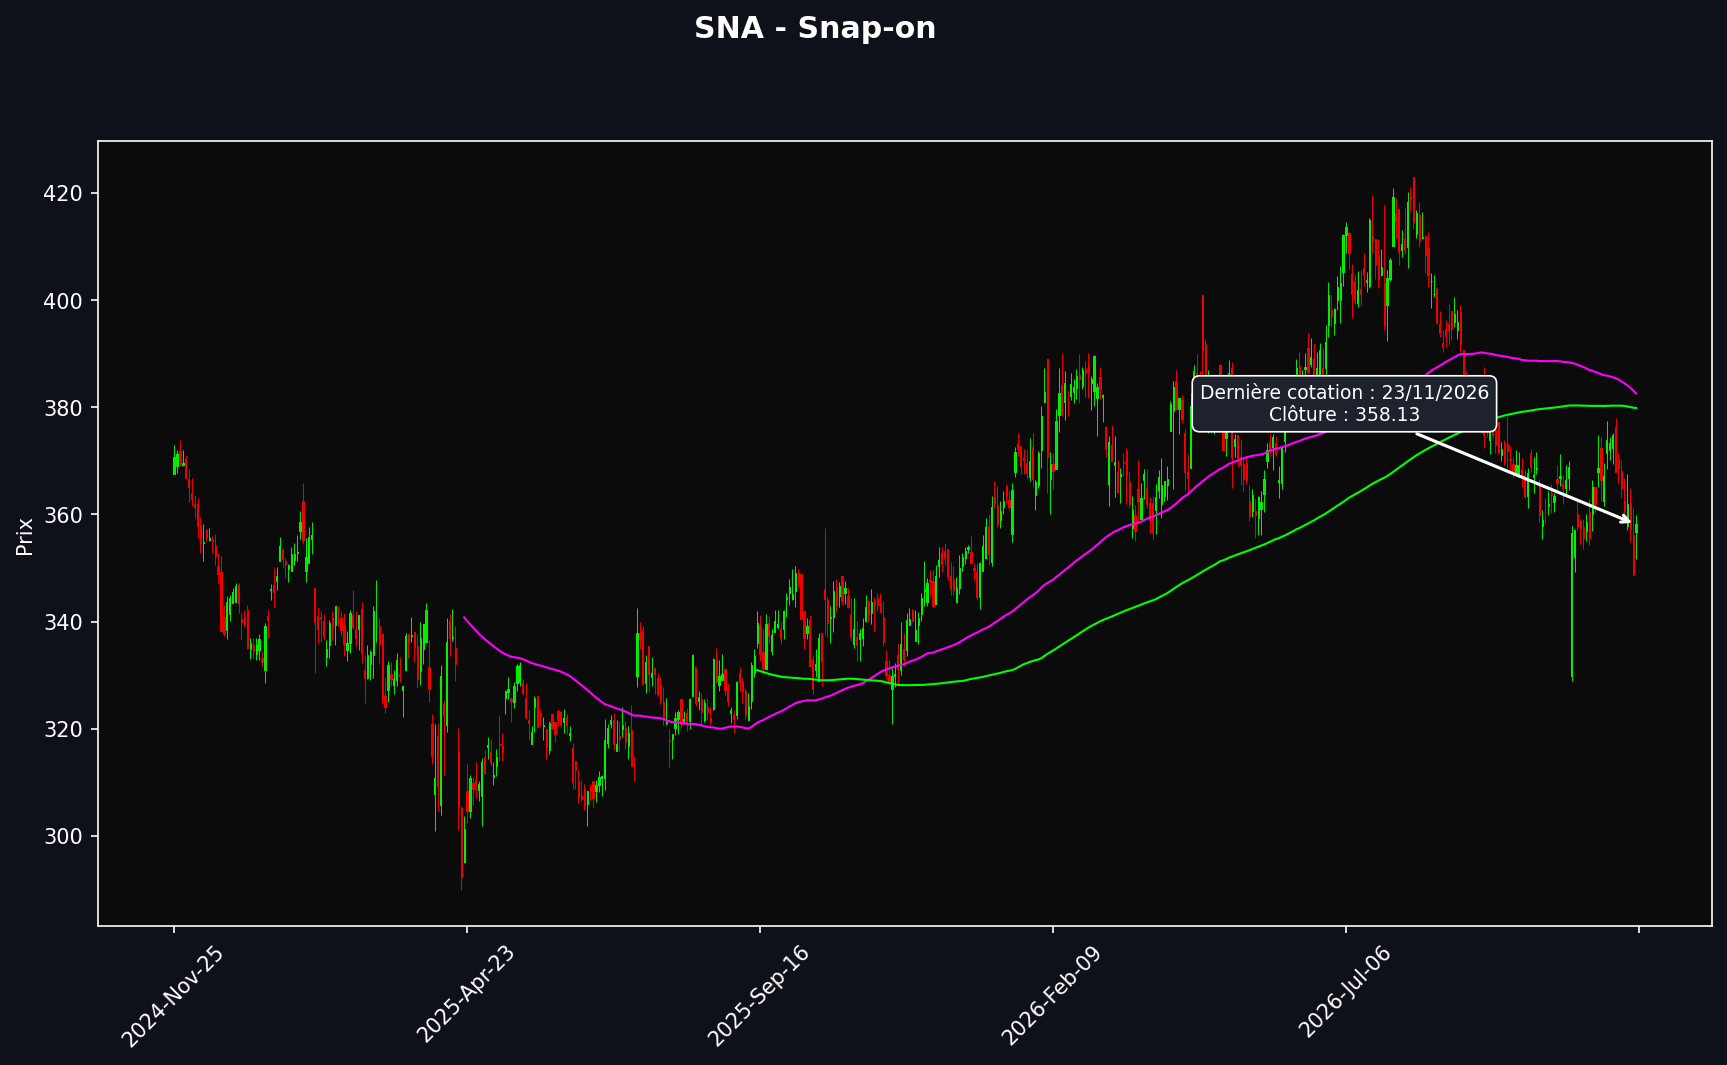 SNA - Snap-on
Prix
420
400
380
360
340
320
300
Dernière cotation : 23/11/2026
Clôture : 358.13
2024-Nov-25
2025-Apr-23
2025-Sep-16
2026-Feb-09
2026-Jul-06